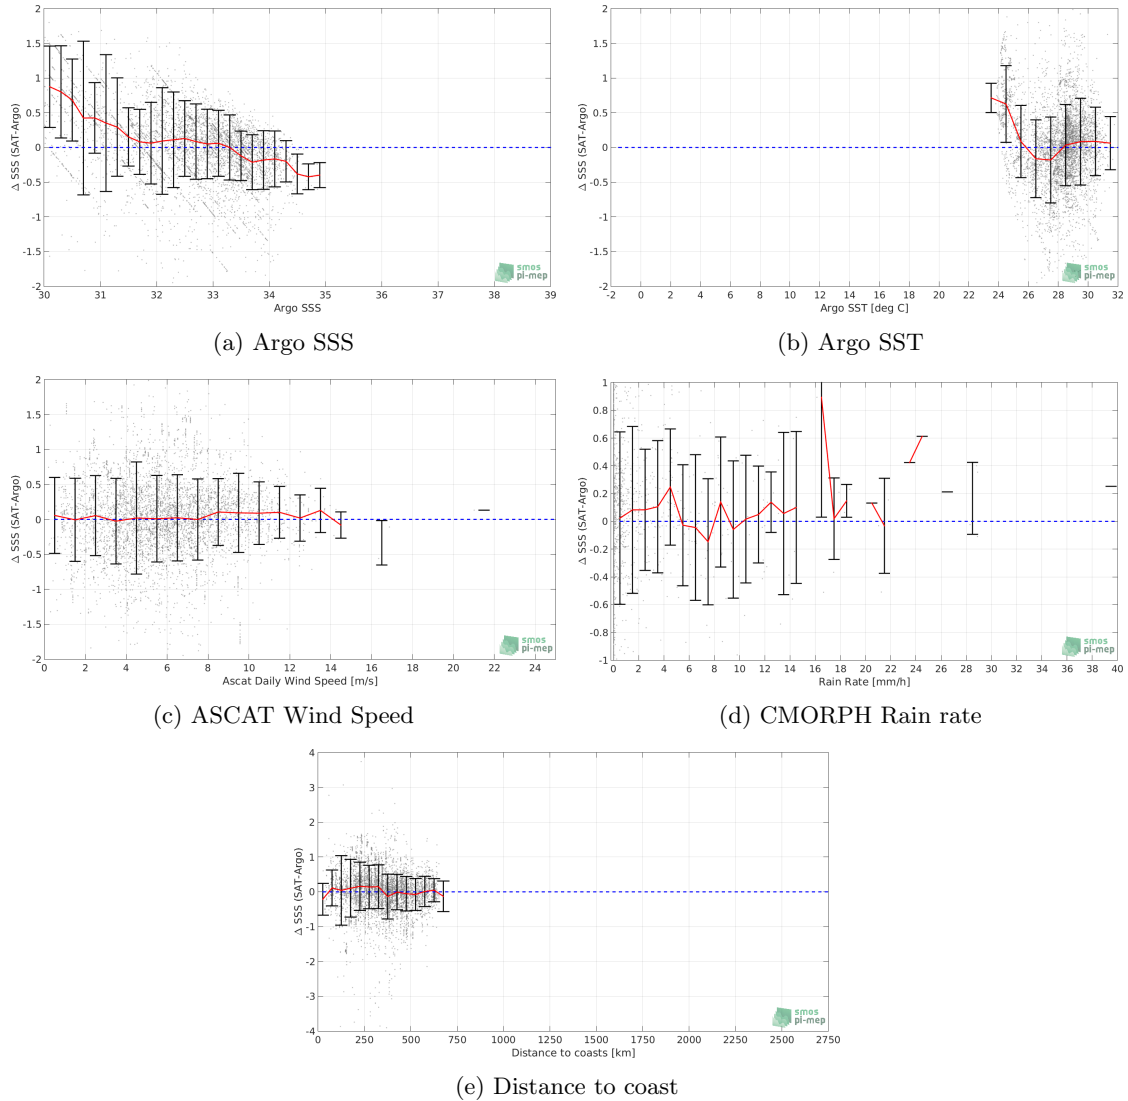 2
1.5
1
0.5
0
-0.5
-1
-1.5
-2
Δ SSS (SAT-Argo)
30 31 32 33 34 35 36 37 38 39
Argo SSS
smos
pi-mep
(a) Argo SSS
2
1.5
1
0.5
0
-0.5
-1
-1.5
-2
Δ SSS (SAT-Argo)
-2 0 2 4 6 8 10 12 14 16 18 20 22 24 26 28 30 32
Argo SST [deg C]
smos
pi-mep
(b) Argo SST
2
1.5
1
0.5
0
-0.5
-1
-1.5
-2
Δ SSS (SAT-Argo)
0 2 4 6 8 10 12 14 16 18 20 22 24
Ascat Daily Wind Speed [m/s]
smos
pi-mep
(c) ASCAT Wind Speed
1
0.8
0.6
0.4
0.2
0
-0.2
-0.4
-0.6
-0.8
-1
Δ SSS (SAT-Argo)
0 2 4 6 8 10 12 14 16 18 20 22 24 26 28 30 32 34 36 38 40
Rain Rate [mm/h]
smos
pi-mep
(d) CMORPH Rain rate
4
3
2
1
0
-1
-2
-3
-4
Δ SSS (SAT-Argo)
0 250 500 750 1000 1250 1500 1750 2000 2250 2500 2750
Distance to coasts [km]
smos
pi-mep
(e) Distance to coast